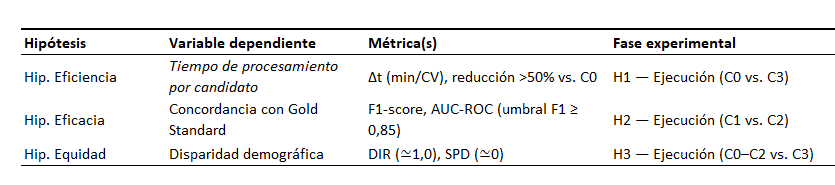 Hipótesis Variable dependiente Métrica(s) Fase experimental
Hip. Eficiencia Tiempo de procesamiento por candidato Δt (min/CV), reducción >50% vs. C0 H1 — Ejecución (C0 vs. C3)
Hip. Eficacia Concordancia con Gold Standard F1-score, AUC-ROC (umbral F1 ≥ 0,85) H2 — Ejecución (C1 vs. C2)
Hip. Equidad Disparidad demográfica DIR (≃1,0), SPD (≃0) H3 — Ejecución (C0–C2 vs. C3)